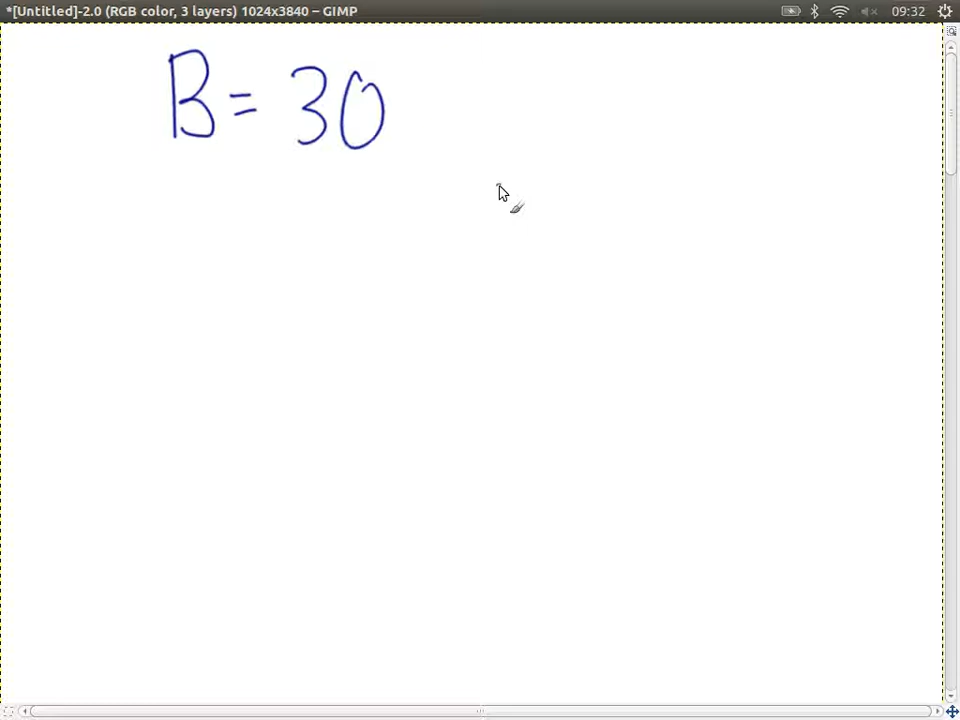 *[Untitled]-2.0 (RGB color, 3 layers) 1024x3840 – GIMP
09:32
B = 30